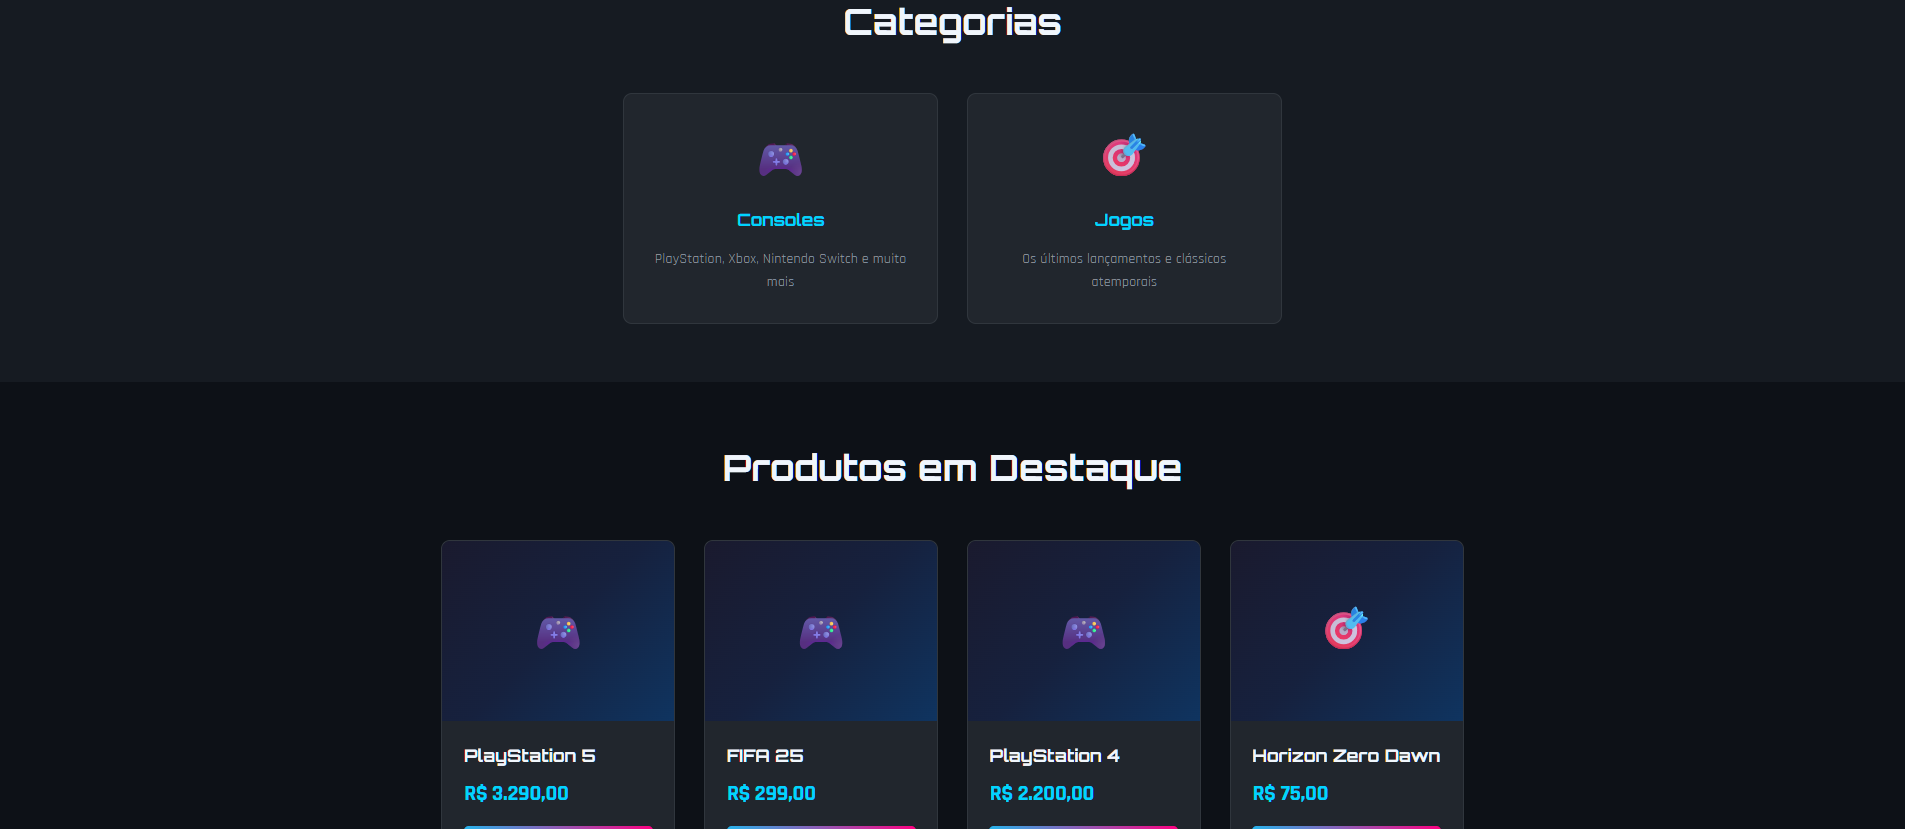 Categorias
Consoles
PlayStation, Xbox, Nintendo Switch e muito
mais
Jogos
Os últimos lançamentos e clássicos
atemporais
Produtos em Destaque
PlayStation 5
R$ 3.290,00
FIFA 25
R$ 299,00
PlayStation 4
R$ 2.200,00
Horizon Zero Dawn
R$ 75,00